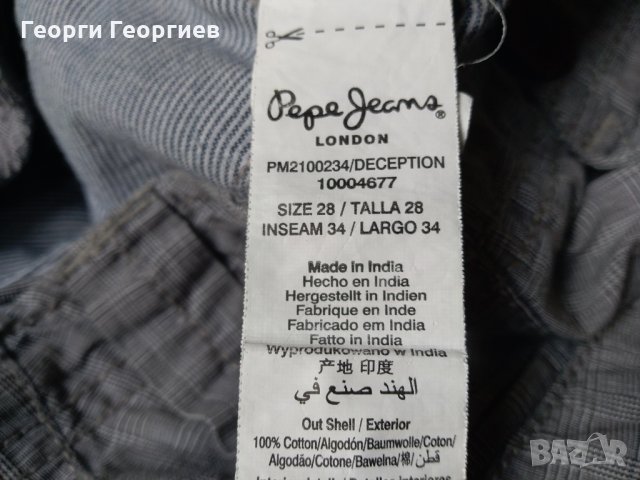 Георги Георгиев
Pepe Jeans®
LONDON
PM2100234/DECEPTION
10004677
SIZE 28 / TALLA 28
INSEAM 34 / LARGO 34
Made in India
Hecho en India
Hergestellt in Indien
Fabrique en Inde
Fabricado em India
Fatto in India
Wyprodukowano w India
产地 印度
الهند صنع في
Out Shell / Exterior
100% Cotton/Algodón/Baumwolle/Coton/
Algodão/Cotone/Bawełna/棉/قطن/
BAZAR